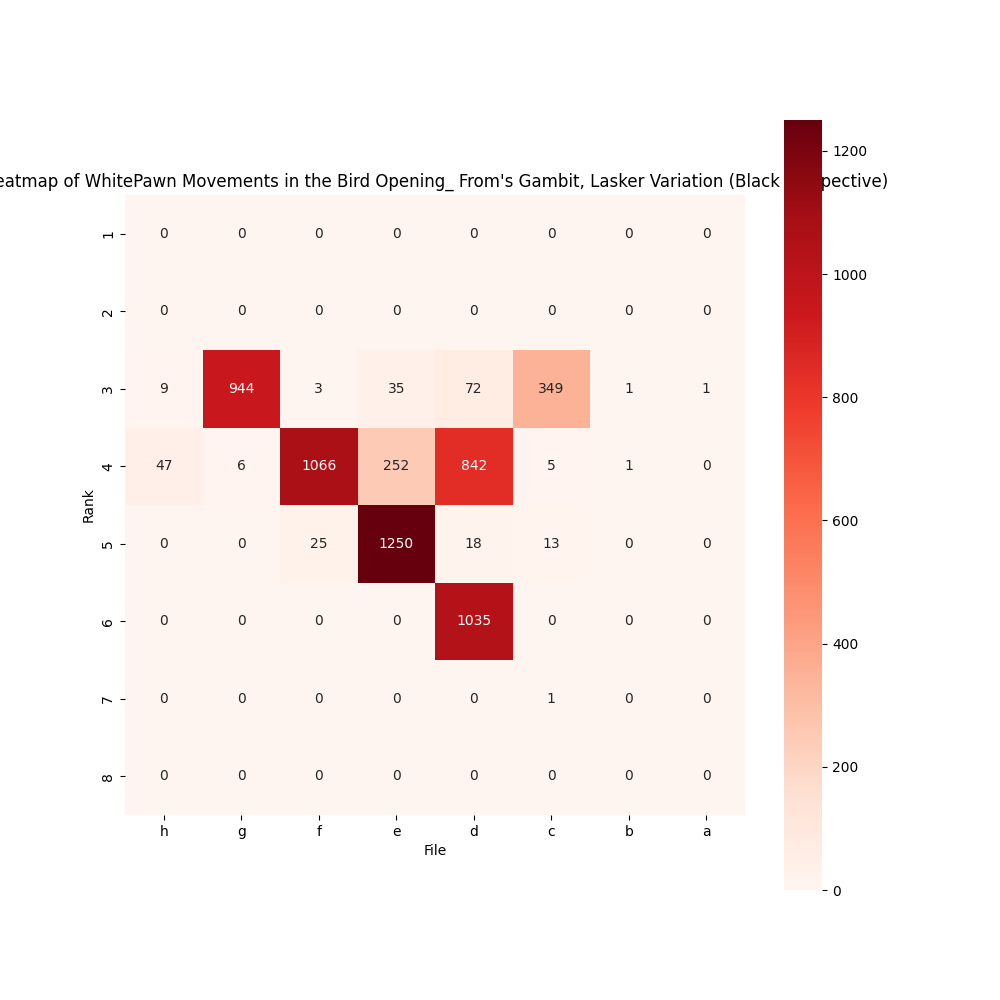 eatmap of WhitePawn Movements in the Bird Opening_ From's Gambit, Lasker Variation (Black pective)
1200
1 0 0 0 0 0 0 0 0
1000
2 0 0 0 0 0 0 0 0
3 9 944 3 35 72 349 1 1
800
4 47 6 1066 252 842 5 1 0
Rank
5 0 0 25 1250 18 13 0 0
600
6 0 0 0 0 1035 0 0 0
400
7 0 0 0 0 0 1 0 0
200
8 0 0 0 0 0 0 0 0
h g f e d c b a
File
0